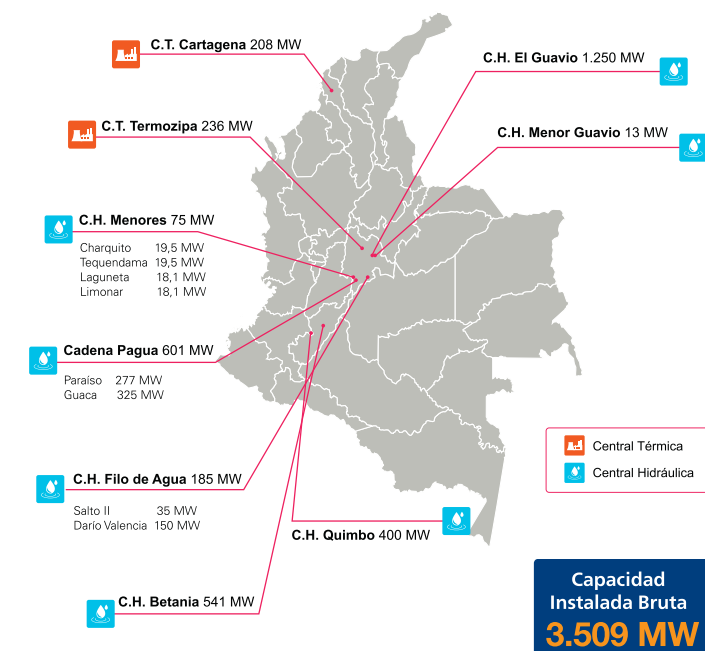 C.T. Cartagena 208 MW
C.H. El Guavio 1.250 MW
C.T. Termozipa 236 MW
C.H. Menor Guavio 13 MW
C.H. Menores 75 MW
Charquito 19,5 MW
Tequendama 19,5 MW
Laguneta 18,1 MW
Limonar 18,1 MW
Cadena Pagua 601 MW
Paraíso 277 MW
Guaca 325 MW
Central Térmica
Central Hidráulica
C.H. Filo de Agua 185 MW
Salto II 35 MW
Darío Valencia 150 MW
C.H. Quimbo 400 MW
C.H. Betania 541 MW
Capacidad
Instalada Bruta
3.509 MW